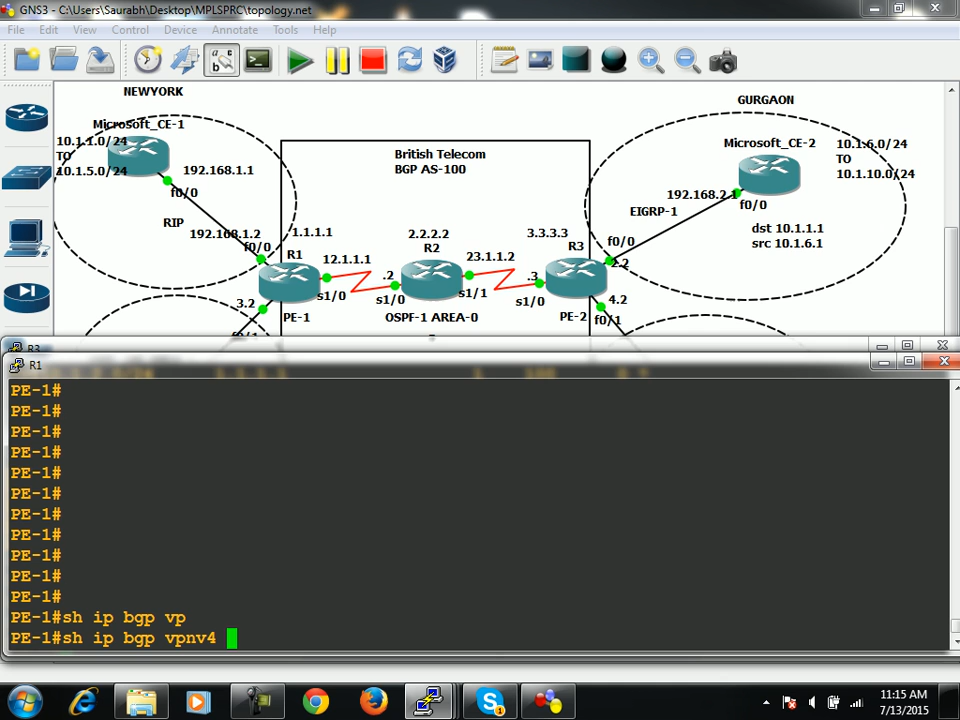 GNS3 - C:\Users\Saurabh\Desktop\MPLSPRC\topology.net
File Edit View Control Device Annotate Tools Help
NEWYORK
GURGAON
Microsoft_CE-1
10.1.1.0/24
TO
10.1.5.0/24
192.168.1.1
f0/0
RIP
192.168.1.2
f0/0
British Telecom
BGP AS-100
Microsoft_CE-2
10.1.6.0/24
TO
10.1.10.0/24
192.168.2.1
f0/0
EIGRP-1
dst 10.1.1.1
src 10.1.6.1
1.1.1.1
R1
12.1.1.1
s1/0
PE-1
3.2
f0/1
2.2.2.2
R2
.2
s1/0
23.1.1.2
s1/1
OSPF-1 AREA-0
3.3.3.3
R3
.3
s1/0
PE-2
f0/0
2.2
4.2
f0/1
R3
R1
PE-1#
PE-1#
PE-1#
PE-1#
PE-1#
PE-1#
PE-1#
PE-1#
PE-1#
PE-1#
PE-1#
PE-1#sh ip bgp vp
PE-1#sh ip bgp vpnv4
11:15 AM
7/13/2015